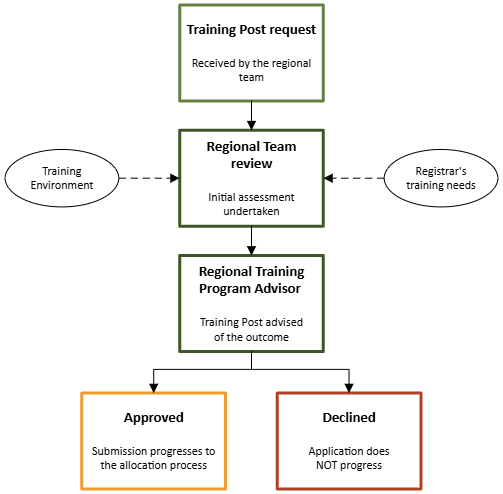 Training Post request
Received by the regional
team
Regional Team
review
Initial assessment
undertaken
Training
Environment
Registrar's
training needs
Regional Training
Program Advisor
Training Post advised
of the outcome
Approved
Submission progresses to
the allocation process
Declined
Application does
NOT progress